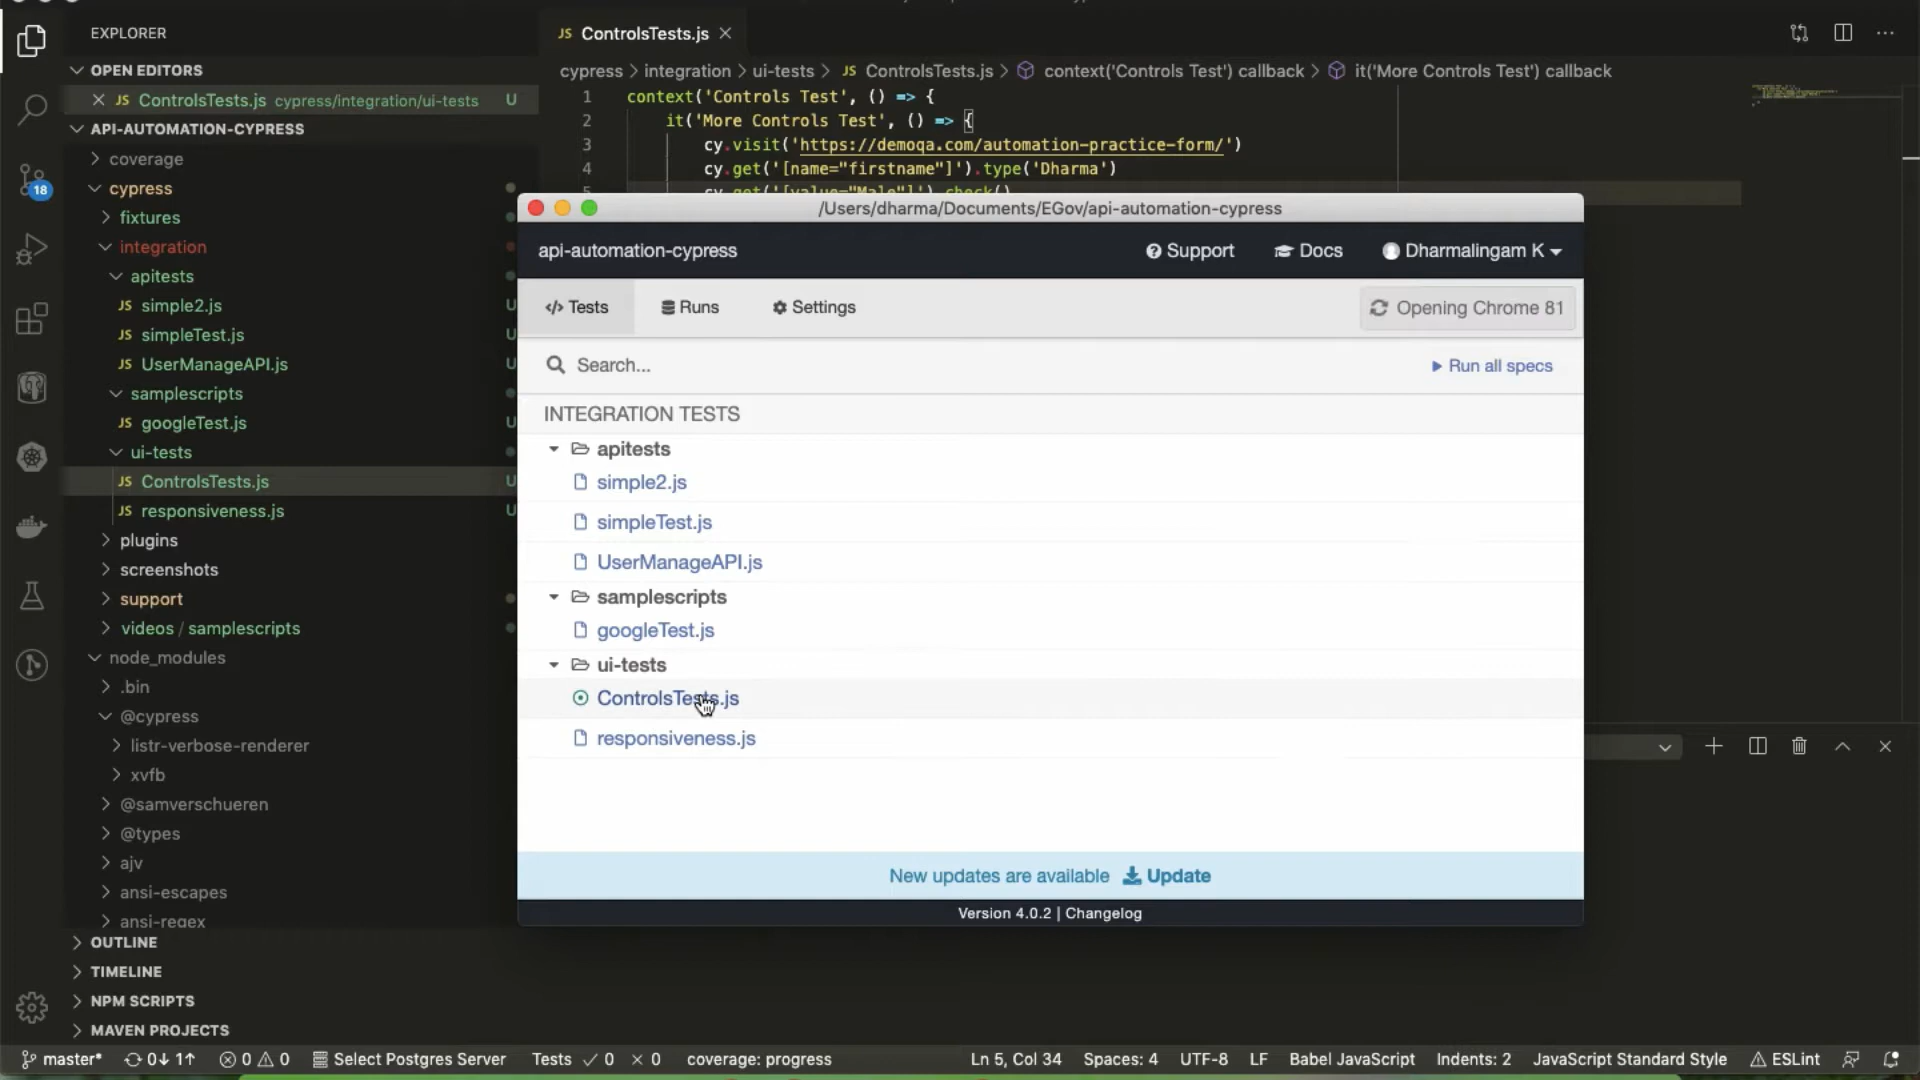 EXPLORER
OPEN EDITORS
JS ControlsTests.js cypress/integration/ui-tests U
API-AUTOMATION-CYPRESS
coverage
cypress
fixtures
integration
apitests
JS simple2.js U
JS simpleTest.js U
JS UserManageAPI.js U
samplescripts
JS googleTest.js U
ui-tests
JS ControlsTests.js U
JS responsiveness.js U
plugins
screenshots
support
videos / samplescripts
node_modules
.bin
@cypress
listr-verbose-renderer
xvfb
@samverschueren
@types
ajv
ansi-escapes
ansi-regex
OUTLINE
TIMELINE
NPM SCRIPTS
MAVEN PROJECTS
18
JS ControlsTests.js
cypress > integration > ui-tests > JS ControlsTests.js > context('Controls Test') callback > it('More Controls Test') callback
1 context('Controls Test', () => {
2 it('More Controls Test', () => {
3 cy.visit('https://demoqa.com/automation-practice-form/')
4 cy.get('[name="firstname"]').type('Dharma')
5 cy.get('[value="Male"]').check()
/Users/dharma/Documents/EGov/api-automation-cypress
api-automation-cypress Support Docs Dharmalingam K
</> Tests Runs Settings Opening Chrome 81
Search... Run all specs
INTEGRATION TESTS
apitests
simple2.js
simpleTest.js
UserManageAPI.js
samplescripts
googleTest.js
ui-tests
ControlsTests.js
responsiveness.js
New updates are available Update
Version 4.0.2 | Changelog
master* 0↓ 1↑ 0 0 Select Postgres Server Tests ✓ 0 × 0 coverage: progress Ln 5, Col 34 Spaces: 4 UTF-8 LF Babel JavaScript Indents: 2 JavaScript Standard Style ESLint